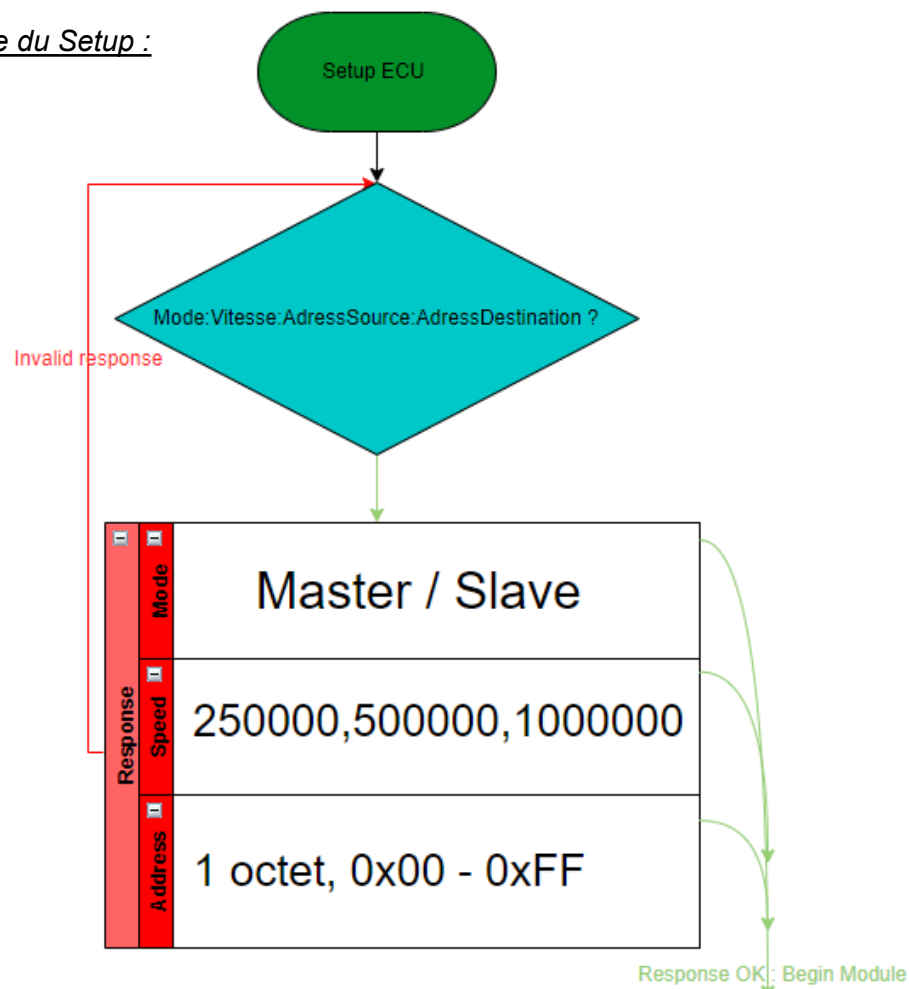 e du Setup :
Setup ECU
Mode:Vitesse:AdressSource:AdressDestination ?
Invalid response
Response
Mode
Master / Slave
Speed
250000,500000,1000000
Address
1 octet, 0x00 - 0xFF
Response OK : Begin Module